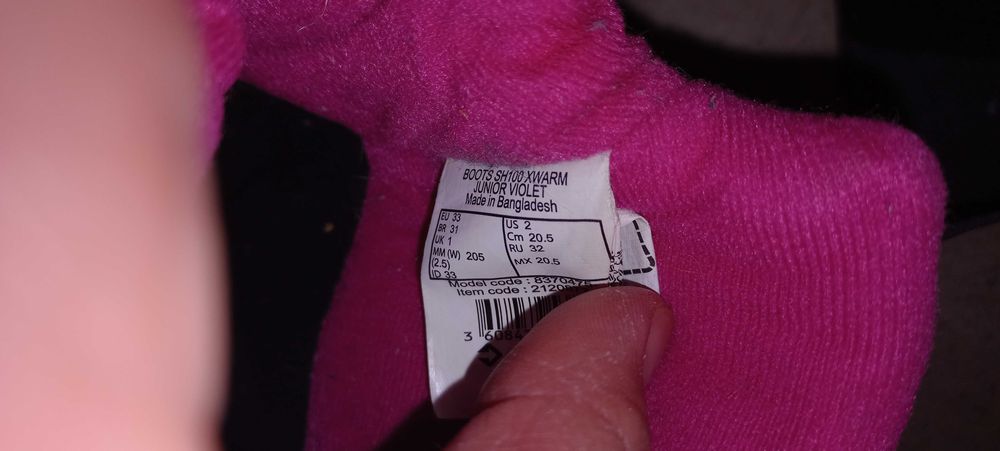 BOOTS SH100 XWARM
JUNIOR VIOLET
Made in Bangladesh
EU 33
BR 31
UK 1
MM (W) 205
(2.5)
ID 33
US 2
Cm 20.5
RU 32
MX 20.5
Model code :
Item code :
3